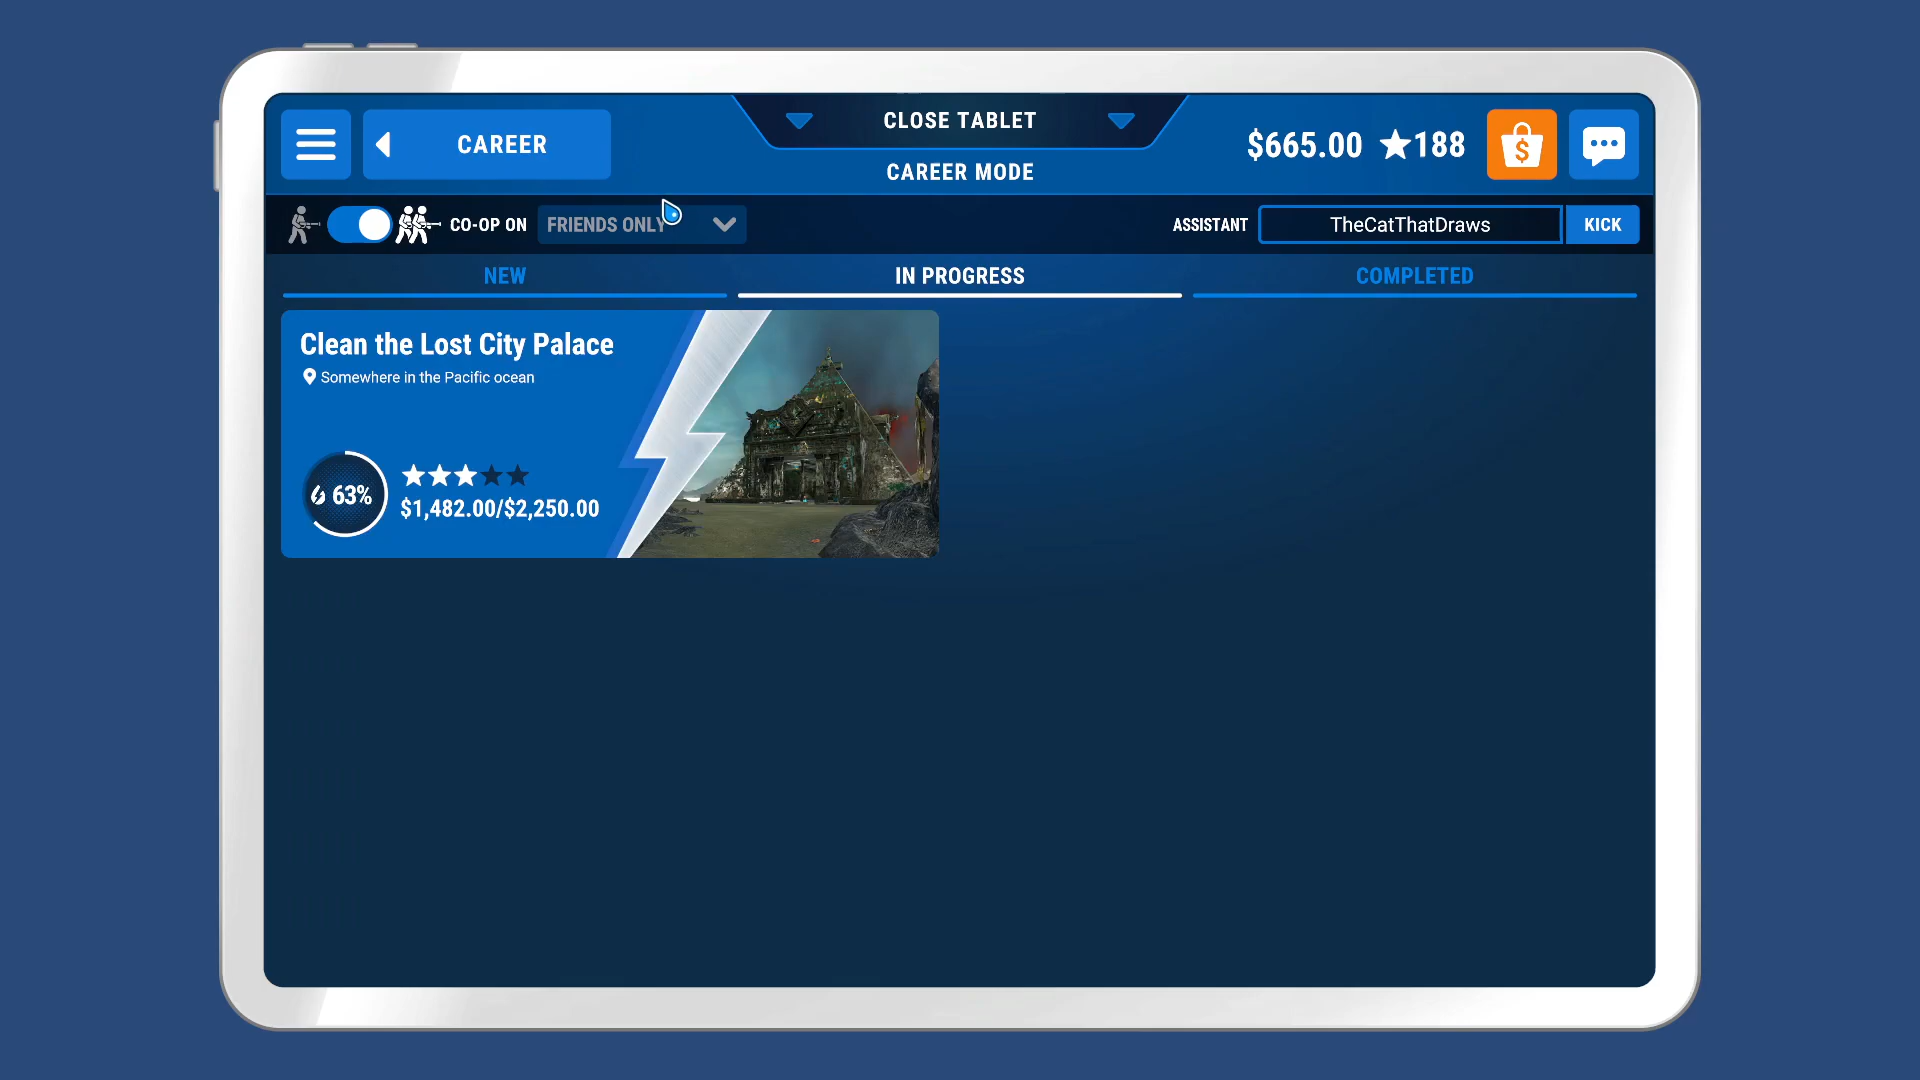 CLOSE TABLET
CAREER
$665.00 188
CAREER MODE
CO-OP ON
FRIENDS ONLY
ASSISTANT
TheCatThatDraws
KICK
NEW
IN PROGRESS
COMPLETED
Clean the Lost City Palace
Somewhere in the Pacific ocean
63%
$1,482.00/$2,250.00